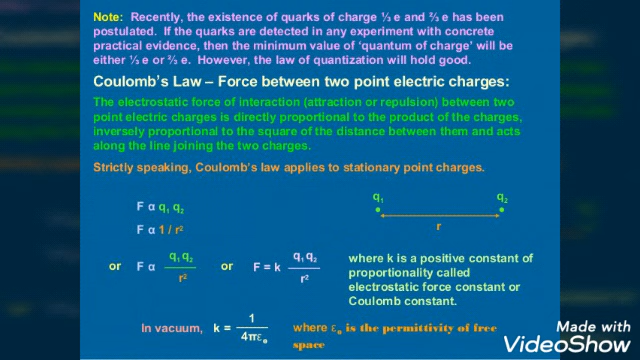 Note: Recently, the existence of quarks of charge ⅓ e and ⅔ e has been
postulated. If the quarks are detected in any experiment with concrete
practical evidence, then the minimum value of ‘quantum of charge’ will be
either ⅓ e or ⅔ e. However, the law of quantization will hold good.
Coulomb’s Law – Force between two point electric charges:
The electrostatic force of interaction (attraction or repulsion) between two
point electric charges is directly proportional to the product of the charges,
inversely proportional to the square of the distance between them and acts
along the line joining the two charges.
Strictly speaking, Coulomb’s law applies to stationary point charges.
q₁ q₂
r
F α q₁ q₂
F α 1 / r²
or F α q₁ q₂ / r² or F = k q₁ q₂ / r²
where k is a positive constant of
proportionality called
electrostatic force constant or
Coulomb constant.
In vacuum, k = 1 / 4πε₀
where ε₀ is the permittivity of free
space
Made with
VideoShow